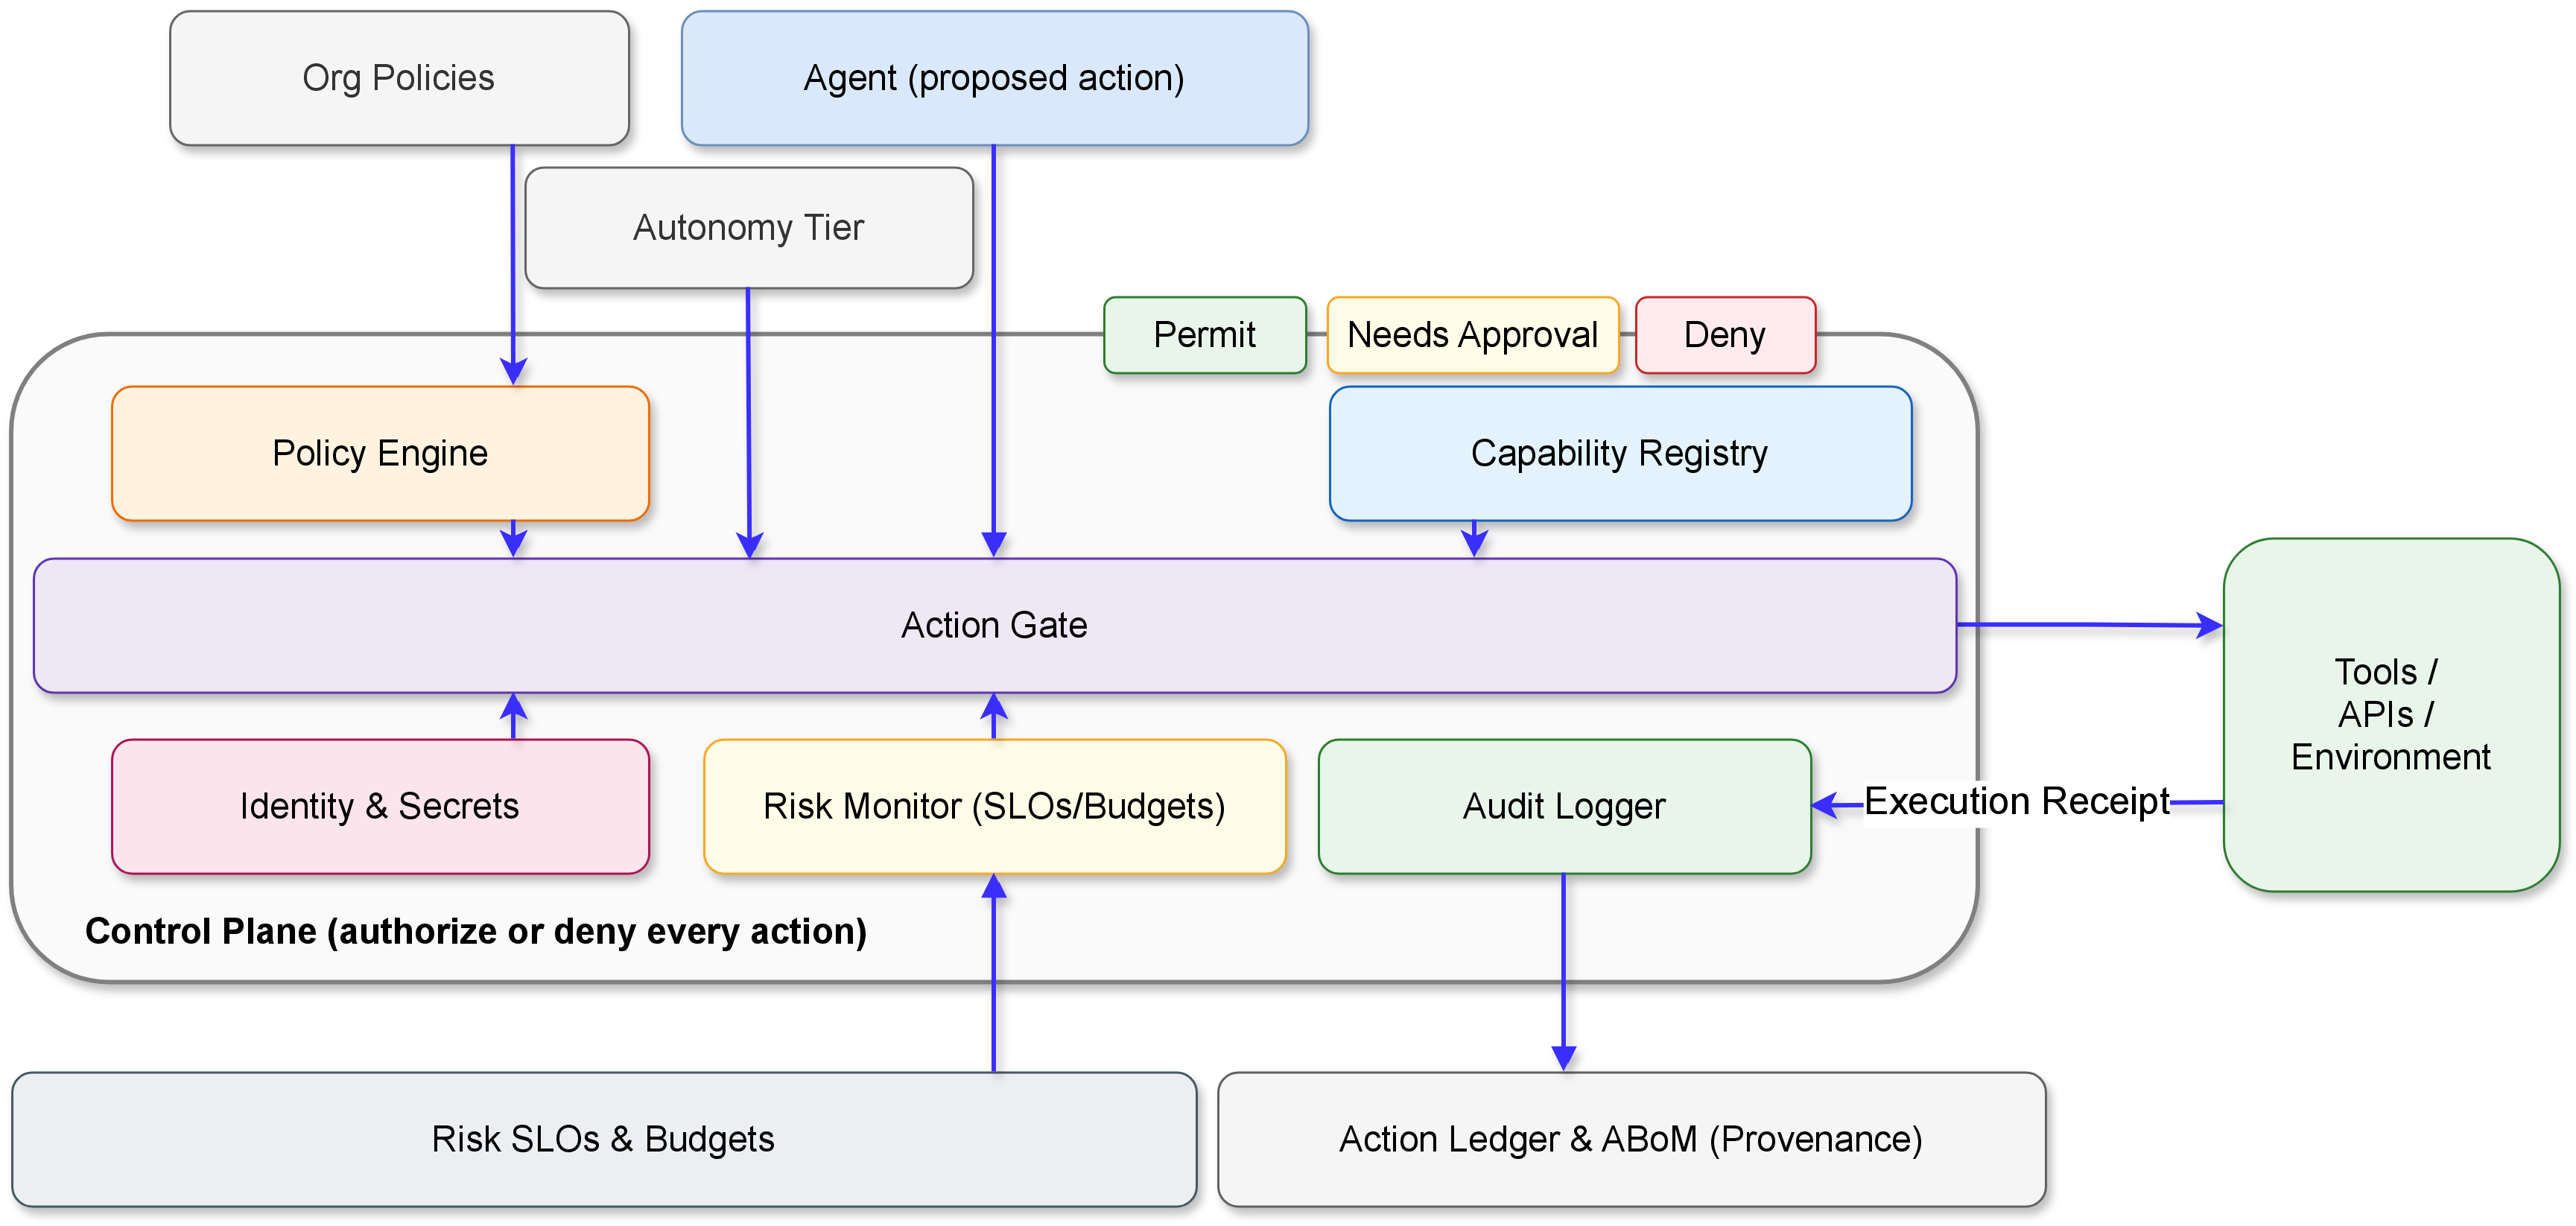 Org Policies
Agent (proposed action)
Autonomy Tier
Permit
Needs Approval
Deny
Policy Engine
Capability Registry
Action Gate
Tools /
APIs /
Environment
Identity & Secrets
Risk Monitor (SLOs/Budgets)
Audit Logger
Execution Receipt
Control Plane (authorize or deny every action)
Risk SLOs & Budgets
Action Ledger & ABoM (Provenance)